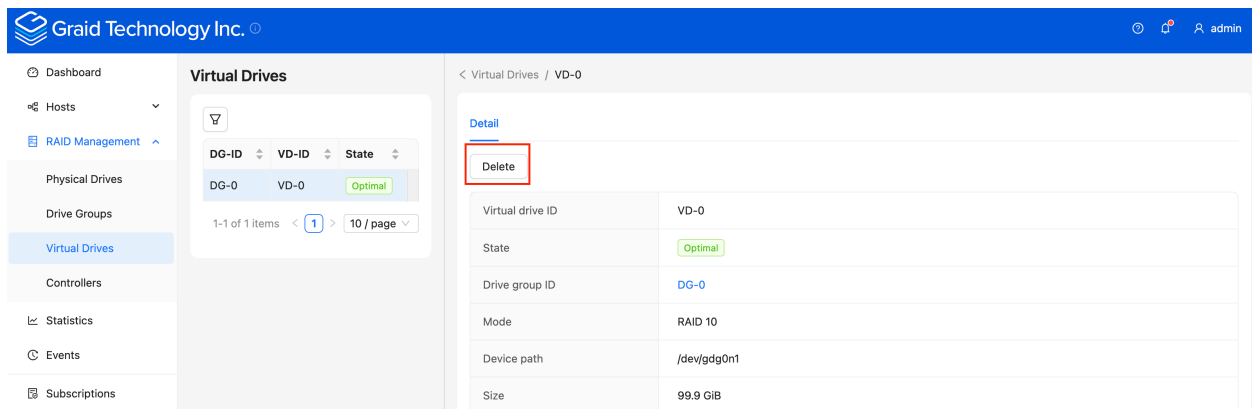 Graid Technology Inc.
admin
Dashboard
Hosts
RAID Management
Physical Drives
Drive Groups
Virtual Drives
Controllers
Statistics
Events
Subscriptions
Virtual Drives
DG-ID VD-ID State
DG-0 VD-0 Optimal
1-1 of 1 items < 1 > 10 / page
< Virtual Drives / VD-0
Detail
Delete
Virtual drive ID VD-0
State Optimal
Drive group ID DG-0
Mode RAID 10
Device path /dev/gdg0n1
Size 99.9 GiB